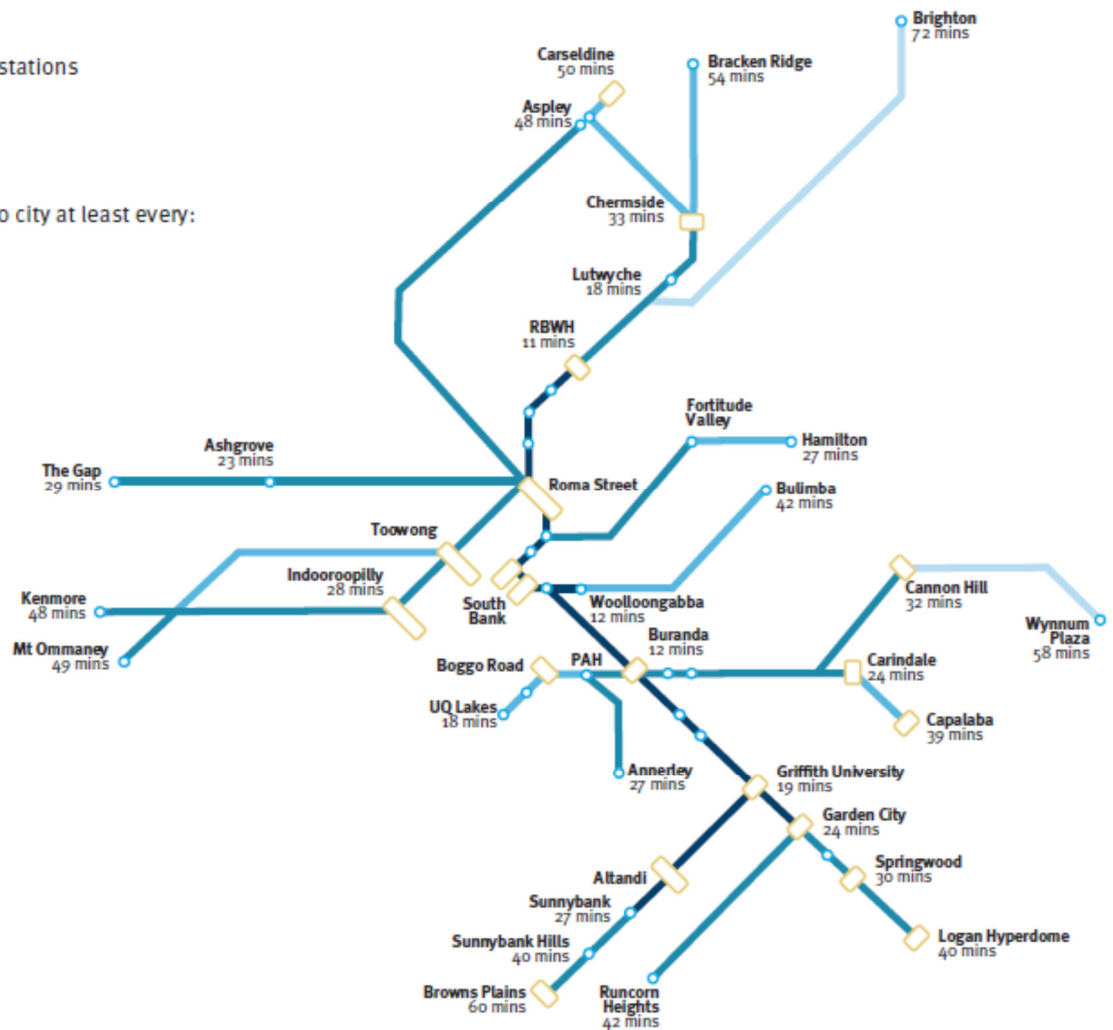 stations
o city at least every:
Brighton
72 mins
Carseldine
50 mins
Bracken Ridge
54 mins
Aspley
48 mins
Chermside
33 mins
Lutwyche
18 mins
RBWH
11 mins
Fortitude
Valley
Hamilton
27 mins
Ashgrove
23 mins
The Gap
29 mins
Roma Street
Bulimba
42 mins
Toowong
Indooroopilly
28 mins
Kenmore
48 mins
Mt Ommaney
49 mins
South
Bank
Woolloongabba
12 mins
Cannon Hill
32 mins
Wynnum
Plaza
58 mins
Buranda
12 mins
Boggo Road
PAH
Carindale
24 mins
UQ Lakes
18 mins
Capalaba
39 mins
Annerley
27 mins
Griffith University
19 mins
Garden City
24 mins
Altandi
Springwood
30 mins
Sunnybank
27 mins
Sunnybank Hills
40 mins
Logan Hyperdome
40 mins
Browns Plains
60 mins
Runcorn
Heights
42 mins